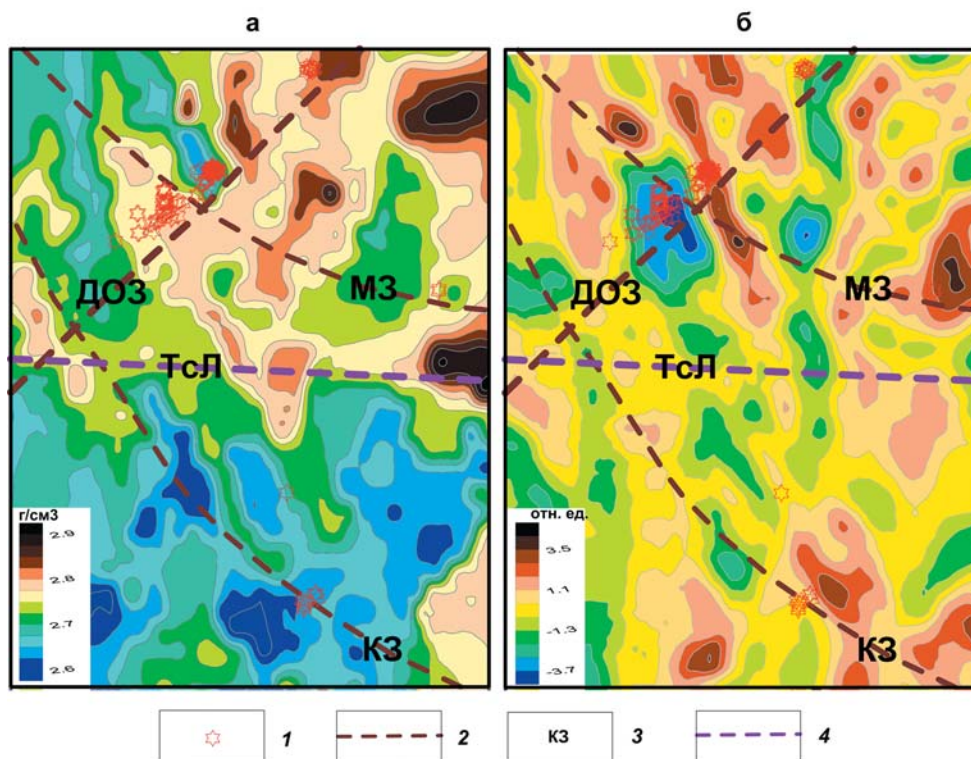 а
б
ДОЗ
МЗ
ТсЛ
КЗ
г/см3
2.9
2.8
2.7
2.6
ДОЗ
МЗ
ТсЛ
КЗ
отн. ед.
3.5
1.1
-1.3
-3.7
1
2
КЗ 3
4